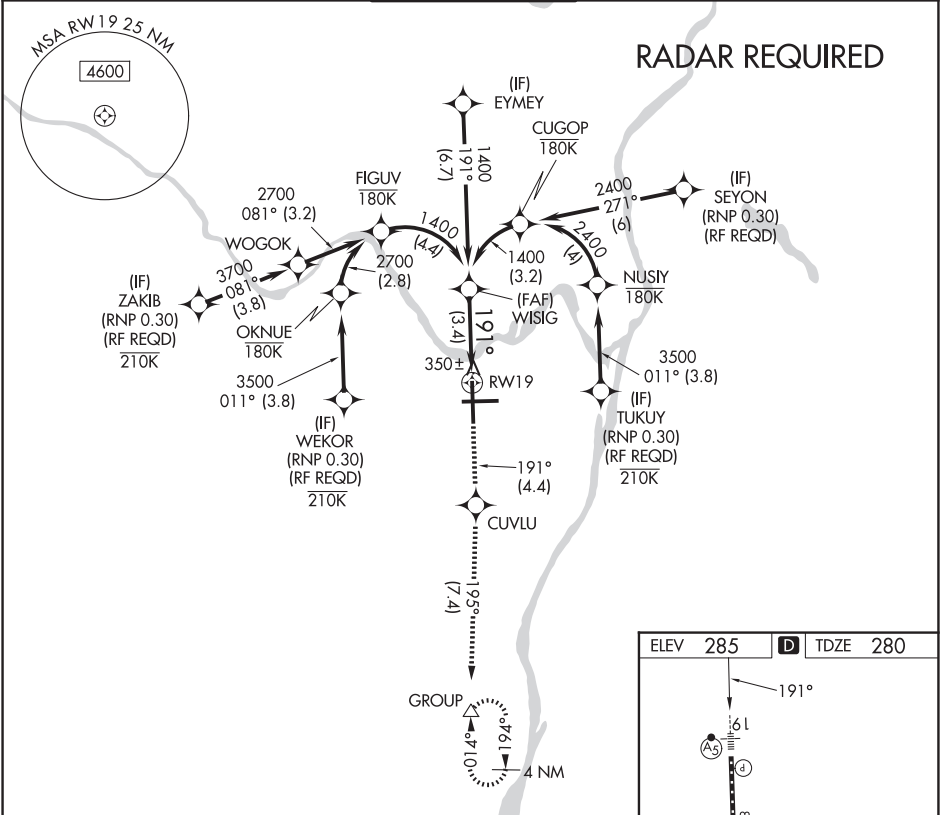 MSA RW19 25 NM
4600
RADAR REQUIRED
(IF)
EYMEY
1400
191°
(6.7)
CUGOP
180K
2400
271°
(6)
(IF)
SEYON
(RNP 0.30)
(RF REQD)
FIGUV
180K
2700
081° (3.2)
1400
(4.4)
WOGOK
2700
(2.8)
1400
(3.2)
2400
(4)
NUSIY
180K
3700
081°
(3.8)
(IF)
ZAKIB
(RNP 0.30)
(RF REQD)
210K
OKNUE
180K
(FAF)
WISIG
191°
(3.4)
350±
RW19
3500
011° (3.8)
3500
011° (3.8)
(IF)
WEKOR
(RNP 0.30)
(RF REQD)
210K
(IF)
TUKUY
(RNP 0.30)
(RF REQD)
210K
191°
(4.4)
CUVLU
195°
(7.4)
GROUP
014°
194°
4 NM
ELEV 285 D TDZE 280
191°
19
A5
P